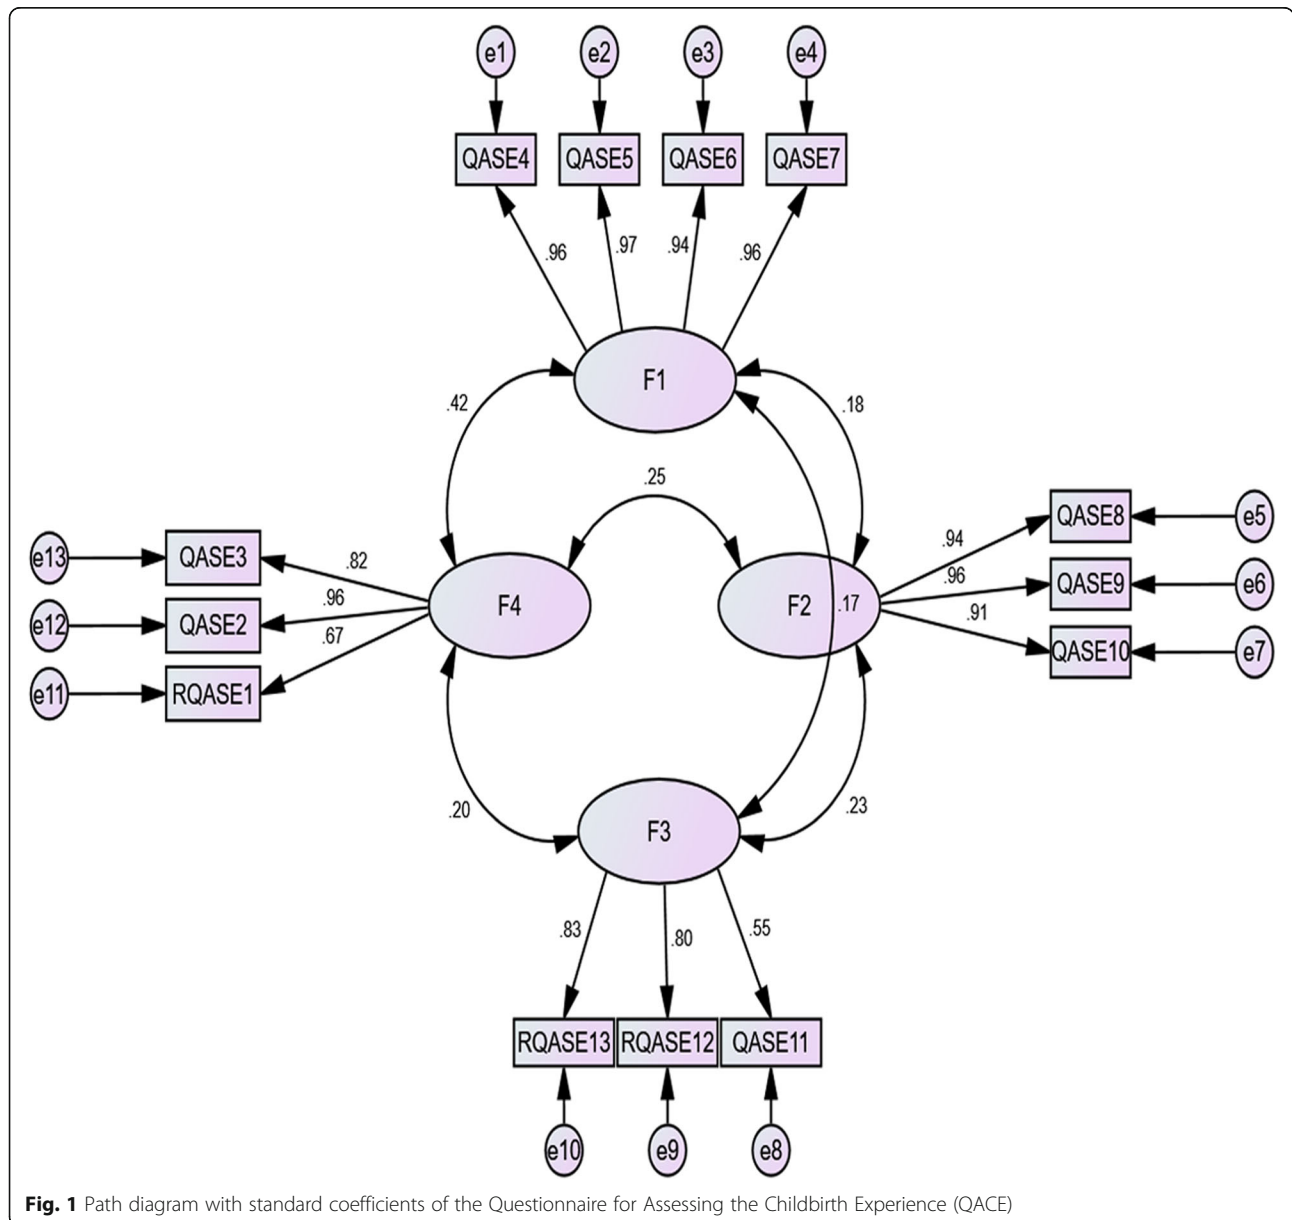 e1 e2 e3 e4
QASE4 QASE5 QASE6 QASE7
.96 .97 .94 .96
F1
.42 .18
.25
e13 QASE3 .82
e12 QASE2 .96
e11 RQASE1 .67
F4 F2 .17
.94 QASE8 e5
.96 QASE9 e6
.91 QASE10 e7
.20 .23
F3
.83 .80 .55
RQASE13 RQASE12 QASE11
e10 e9 e8
Fig. 1 Path diagram with standard coefficients of the Questionnaire for Assessing the Childbirth Experience (QACE)